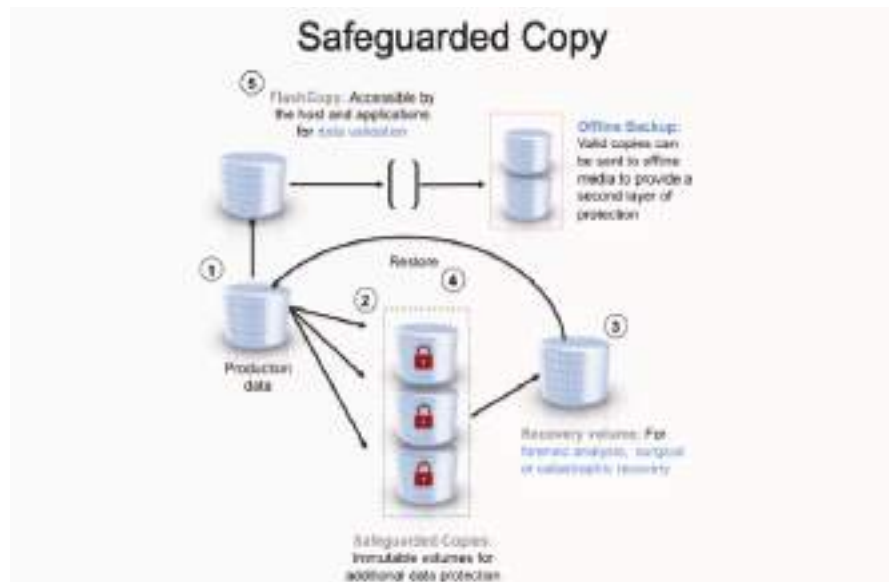 Safeguarded Copy
5
FlashCopy: Accessible by
the host and applications
for data validation
Offline Backup:
Valid copies can
be sent to offline
media to provide a
second layer of
protection
1
Restore
4
2
3
Production
data
Recovery volume: For
forensic analysis, surgical
or catastrophic recovery
Safeguarded Copies:
Immutable volumes for
additional data protection